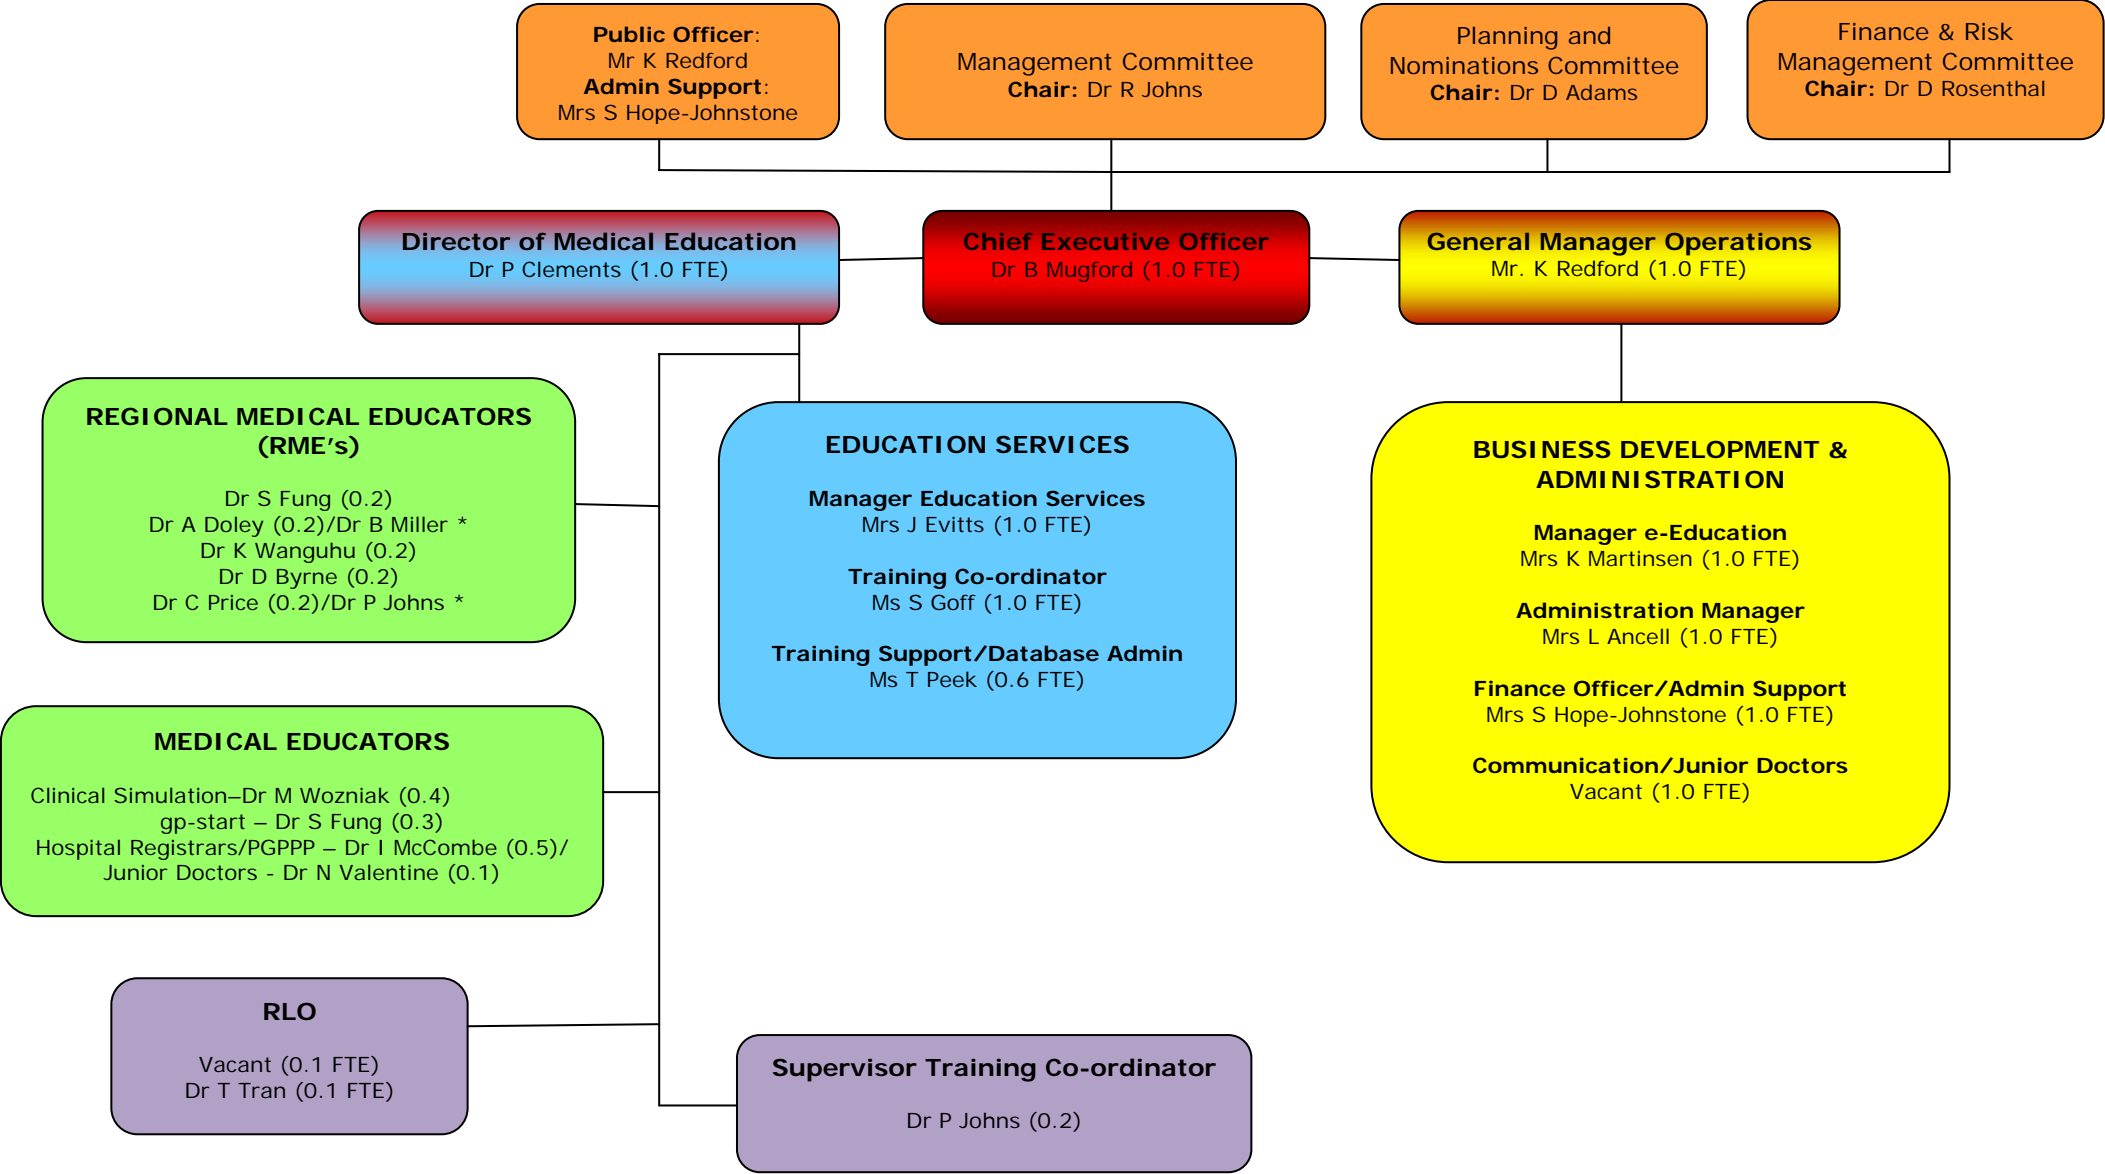 Public Officer:
Mr K Redford
Admin Support:
Mrs S Hope-Johnstone
Management Committee
Chair: Dr R Johns
Planning and
Nominations Committee
Chair: Dr D Adams
Finance & Risk
Management Committee
Chair: Dr D Rosenthal
Director of Medical Education
Dr P Clements (1.0 FTE)
Chief Executive Officer
Dr B Mugford (1.0 FTE)
General Manager Operations
Mr. K Redford (1.0 FTE)
REGIONAL MEDICAL EDUCATORS
(RME's)
Dr S Fung (0.2)
Dr A Doley (0.2)/Dr B Miller *
Dr K Wanguhu (0.2)
Dr D Byrne (0.2)
Dr C Price (0.2)/Dr P Johns *
EDUCATION SERVICES
Manager Education Services
Mrs J Evitts (1.0 FTE)
Training Co-ordinator
Ms S Goff (1.0 FTE)
Training Support/Database Admin
Ms T Peek (0.6 FTE)
BUSINESS DEVELOPMENT &
ADMINISTRATION
Manager e-Education
Mrs K Martinsen (1.0 FTE)
Administration Manager
Mrs L Ancell (1.0 FTE)
Finance Officer/Admin Support
Mrs S Hope-Johnstone (1.0 FTE)
Communication/Junior Doctors
Vacant (1.0 FTE)
MEDICAL EDUCATORS
Clinical Simulation–Dr M Wozniak (0.4)
gp-start – Dr S Fung (0.3)
Hospital Registrars/PGPPP – Dr I McCombe (0.5)/
Junior Doctors - Dr N Valentine (0.1)
RLO
Vacant (0.1 FTE)
Dr T Tran (0.1 FTE)
Supervisor Training Co-ordinator
Dr P Johns (0.2)